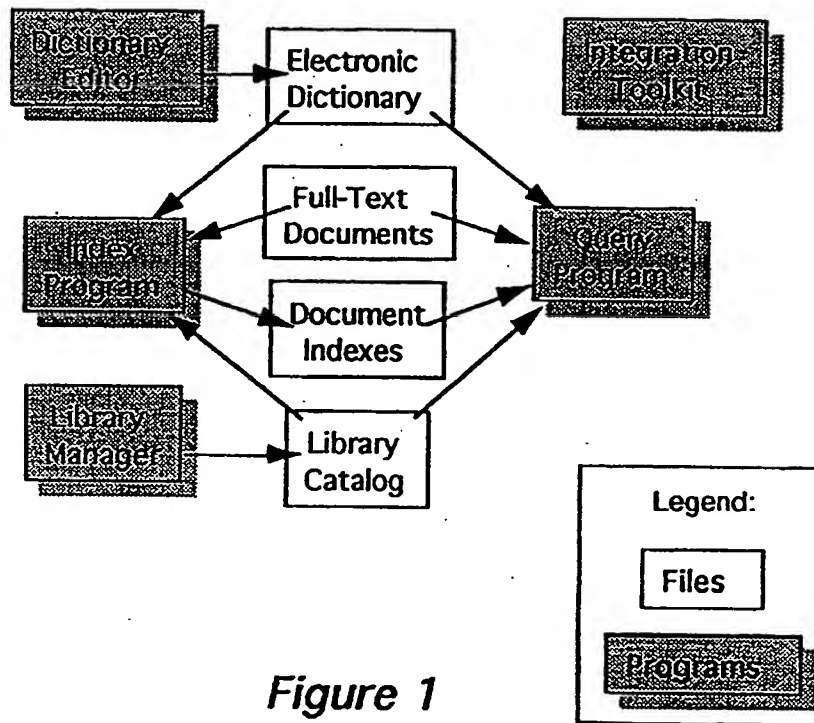 Dictionary
Editor
Electronic
Dictionary
Integration
Toolkit
Full-Text
Documents
Index
Program
Query
Program
Document
Indexes
Library
Manager
Library
Catalog
Legend:
Files
Programs
Figure 1